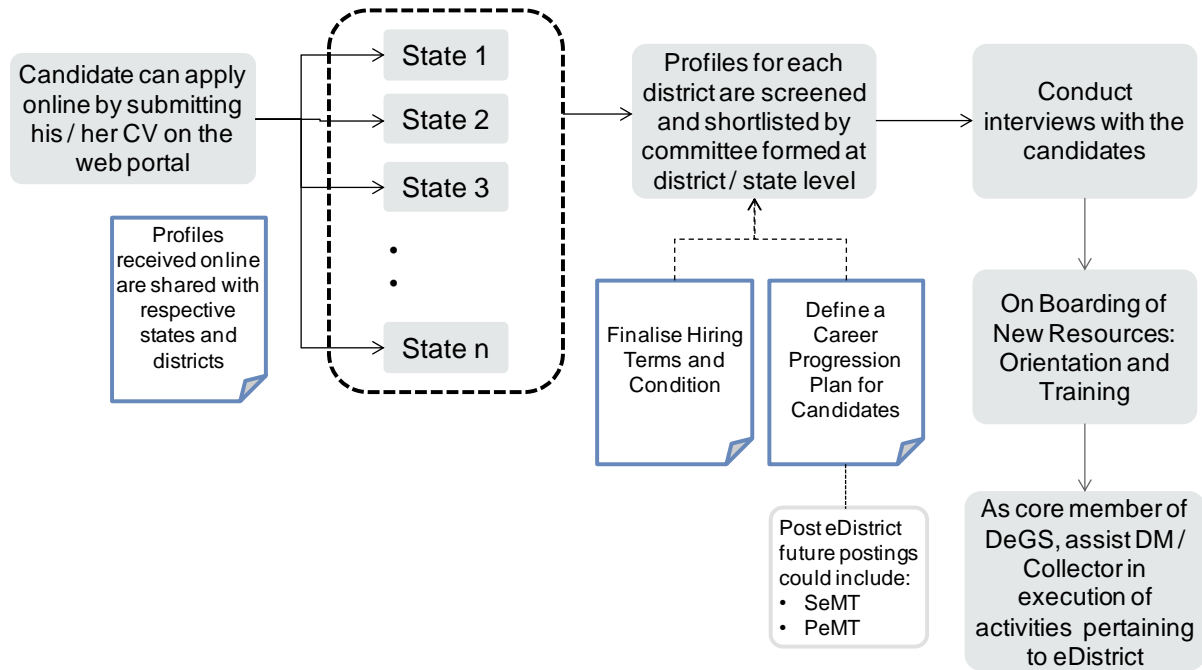 Candidate can apply
online by submitting
his / her CV on the
web portal
Profiles
received online
are shared with
respective
states and
districts
State 1
State 2
State 3
•
•
State n
Profiles for each
district are screened
and shortlisted by
committee formed at
district / state level
Finalise Hiring
Terms and
Condition
Define a
Career
Progression
Plan for
Candidates
Post eDistrict
future postings
could include:
• SeMT
• PeMT
Conduct
interviews with the
candidates
On Boarding of
New Resources:
Orientation and
Training
As core member of
DeGS, assist DM /
Collector in
execution of
activities pertaining
to eDistrict